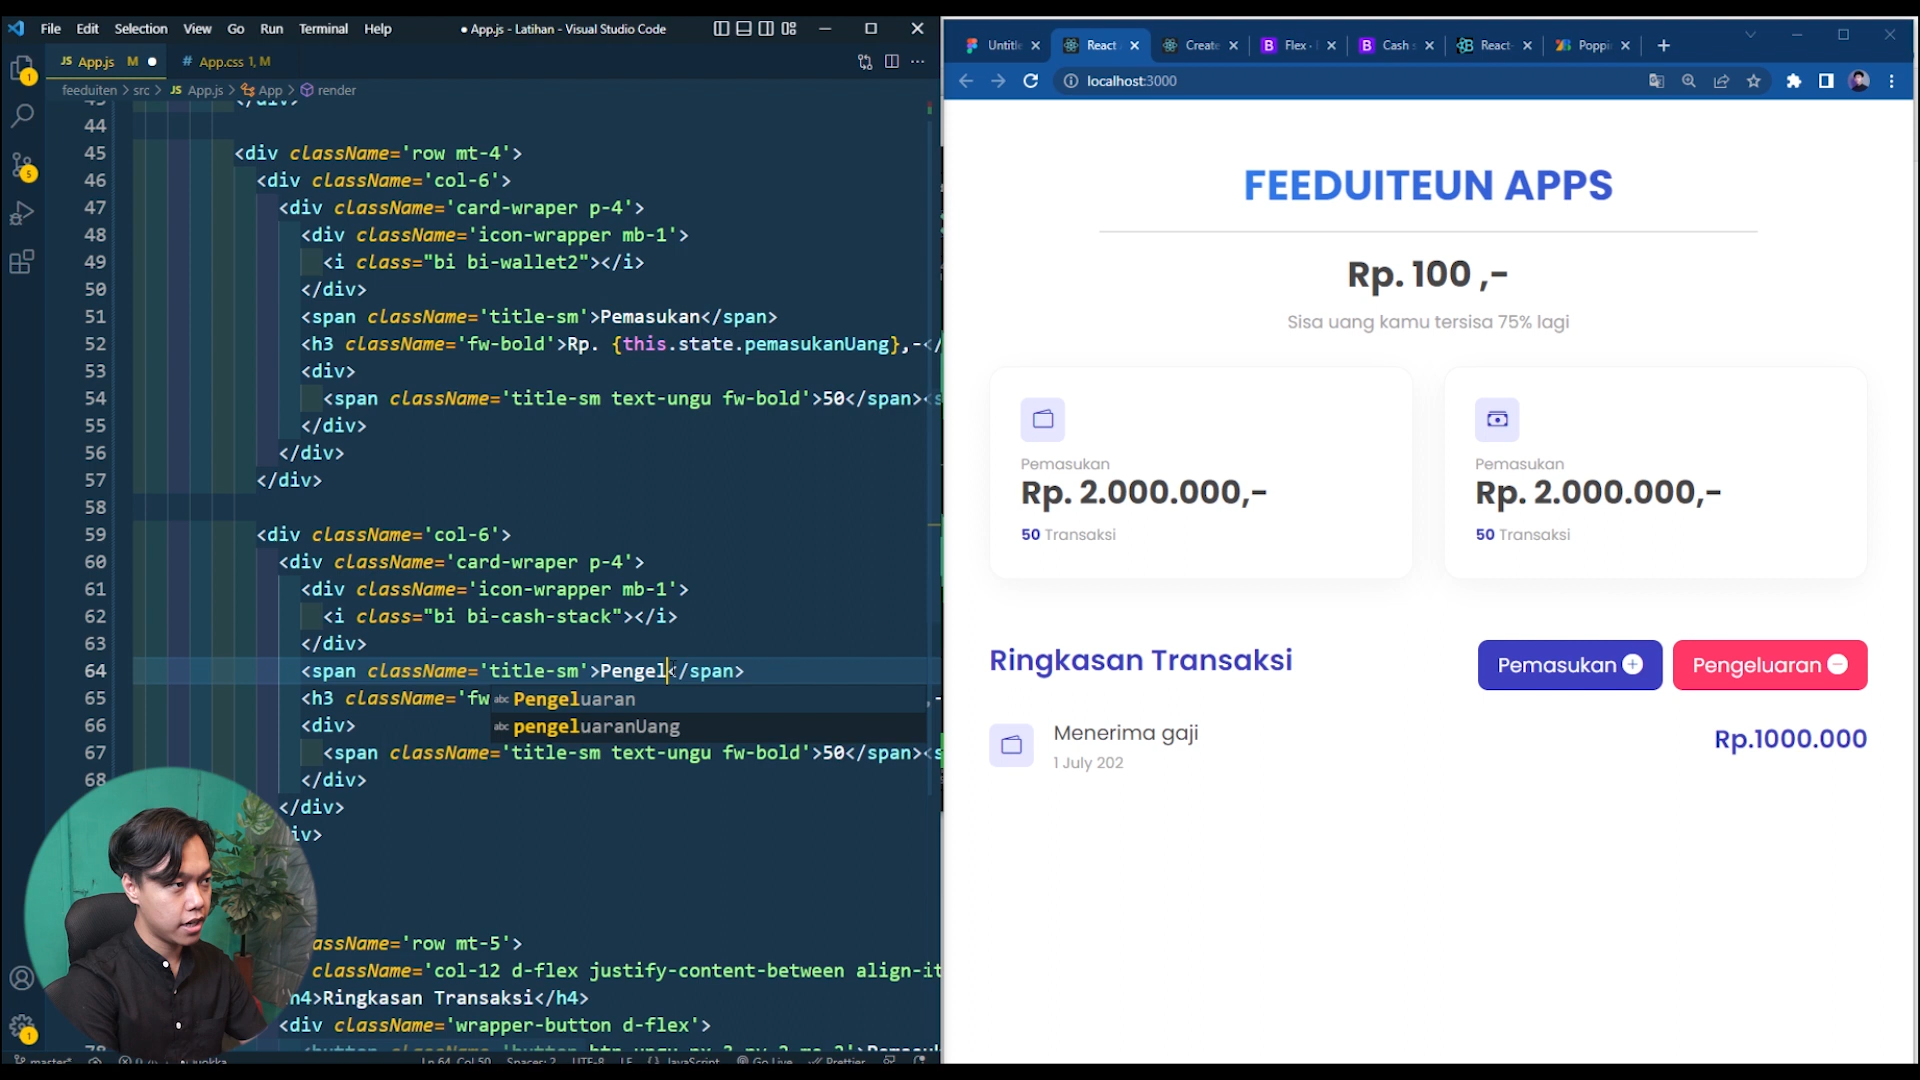 File Edit Selection View Go Run Terminal Help
● App.js - Latihan - Visual Studio Code
JS App.js M ●
# App.css 1, M
feeduiten > src > JS App.js > App > render
44
45 <div className='row mt-4'>
46 <div className='col-6'>
47 <div className='card-wraper p-4'>
48 <div className='icon-wrapper mb-1'>
49 <i class="bi bi-wallet2"></i>
50 </div>
51 <span className='title-sm'>Pemasukan</span>
52 <h3 className='fw-bold'>Rp. {this.state.pemasukanUang},-</
53 <div>
54 <span className='title-sm text-ungu fw-bold'>50</span><s
55 </div>
56 </div>
57 </div>
58
59 <div className='col-6'>
60 <div className='card-wraper p-4'>
61 <div className='icon-wrapper mb-1'>
62 <i class="bi bi-cash-stack"></i>
63 </div>
64 <span className='title-sm'>Pengel</span>
65 <h3 className='fw
abc Pengeluaran
66 <div>
abc pengeluaranUang
67 <span className='title-sm text-ungu fw-bold'>50</span><s
68 </div>
</div>
iv>
assName='row mt-5'>
className='col-12 d-flex justify-content-between align-it
h4>Ringkasan Transaksi</h4>
<div className='wrapper-button d-flex'>
Untitl
React
Create
Flex ·
Cash
React
Poppi
localhost:3000
FEEDUITEUN APPS
Rp. 100 ,-
Sisa uang kamu tersisa 75% lagi
Pemasukan
Rp. 2.000.000,-
50 Transaksi
Pemasukan
Rp. 2.000.000,-
50 Transaksi
Ringkasan Transaksi
Pemasukan
Pengeluaran
Menerima gaji
1 July 202
Rp.1000.000